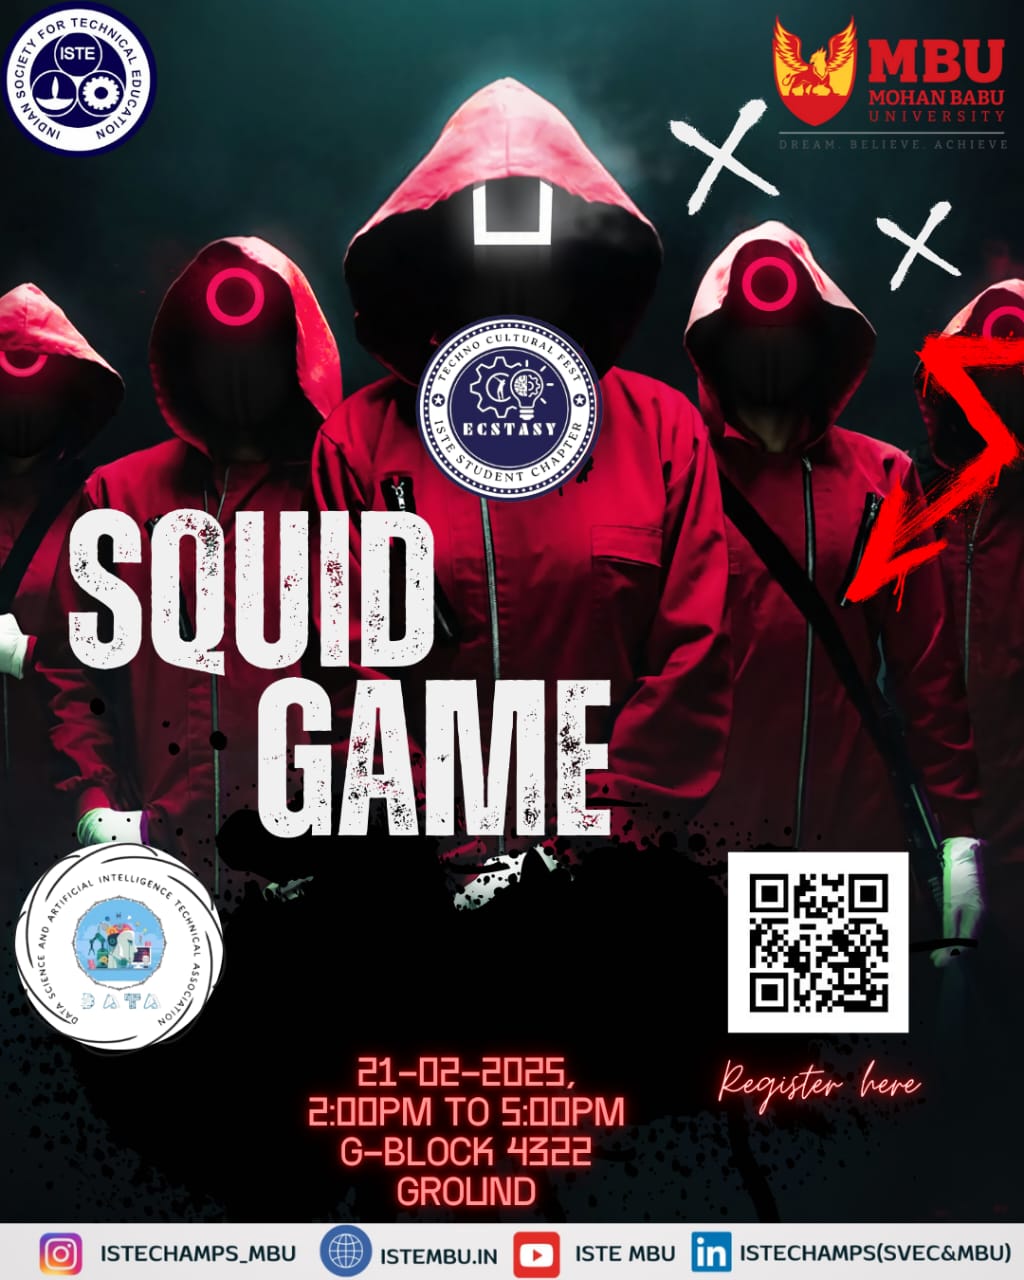 INDIAN SOCIETY FOR TECHNICAL EDUCATION
ISTE
MBU
MOHAN BABU
UNIVERSITY
DREAM. BELIEVE. ACHIEVE
TECHNO CULTURAL FEST
ECSTASY
ISTE STUDENT CHAPTER
SQUID
GAME
DATA SCIENCE AND ARTIFICIAL INTELLIGENCE TECHNICAL ASSOCIATION
DATA
21-02-2025,
2:00PM TO 5:00PM
G-BLOCK 4322
GROUND
Register here
ISTECHAMPS_MBU
ISTEMBU.IN
ISTE MBU
in
ISTECHAMPS(SVEC&MBU)